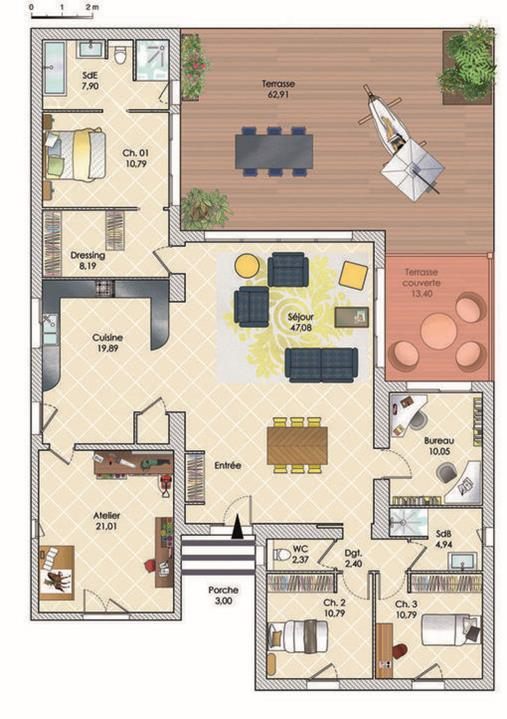 0 1 2 m
SdE
7,90
Terrasse
62,91
Ch. 01
10,79
Dressing
8,19
Terrasse
couverte
13,40
Séjour
47,08
Cuisine
19,89
Bureau
10,05
Entrée
Atelier
21,01
SdB
4,94
WC
2,37
Dgt.
2,40
Porche
3,00
Ch. 2
10,79
Ch. 3
10,79